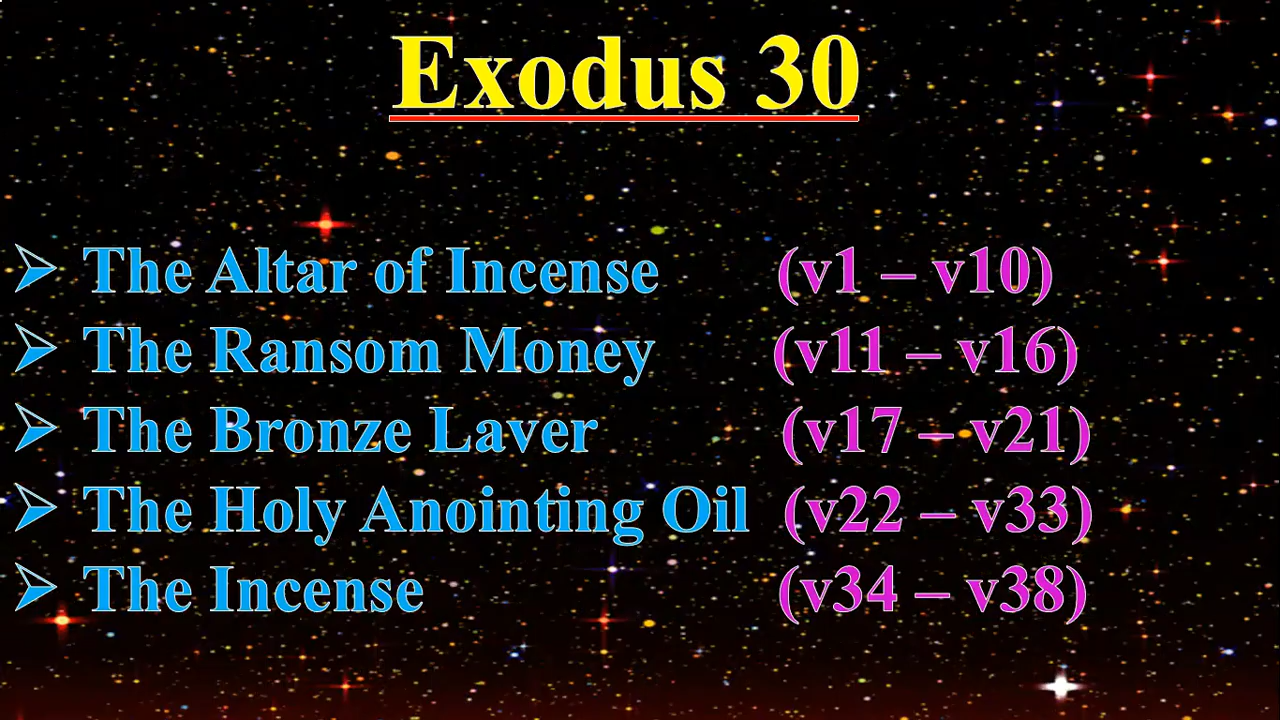 Exodus 30
➢ The Altar of Incense (v1 – v10)
➢ The Ransom Money (v11 – v16)
➢ The Bronze Laver (v17 – v21)
➢ The Holy Anointing Oil (v22 – v33)
➢ The Incense (v34 – v38)